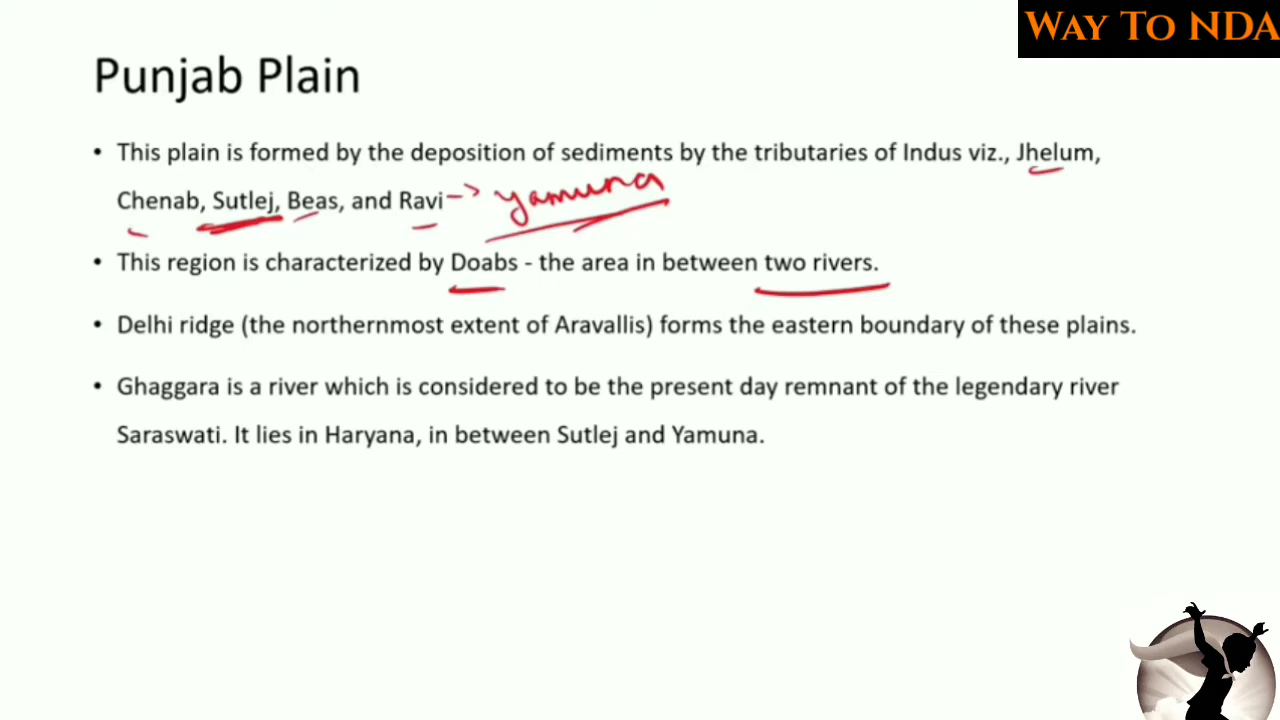 WAY TO NDA
Punjab Plain
• This plain is formed by the deposition of sediments by the tributaries of Indus viz., Jhelum,
Chenab, Sutlej, Beas, and Ravi -> yamuna
• This region is characterized by Doabs - the area in between two rivers.
• Delhi ridge (the northernmost extent of Aravallis) forms the eastern boundary of these plains.
• Ghaggara is a river which is considered to be the present day remnant of the legendary river
Saraswati. It lies in Haryana, in between Sutlej and Yamuna.